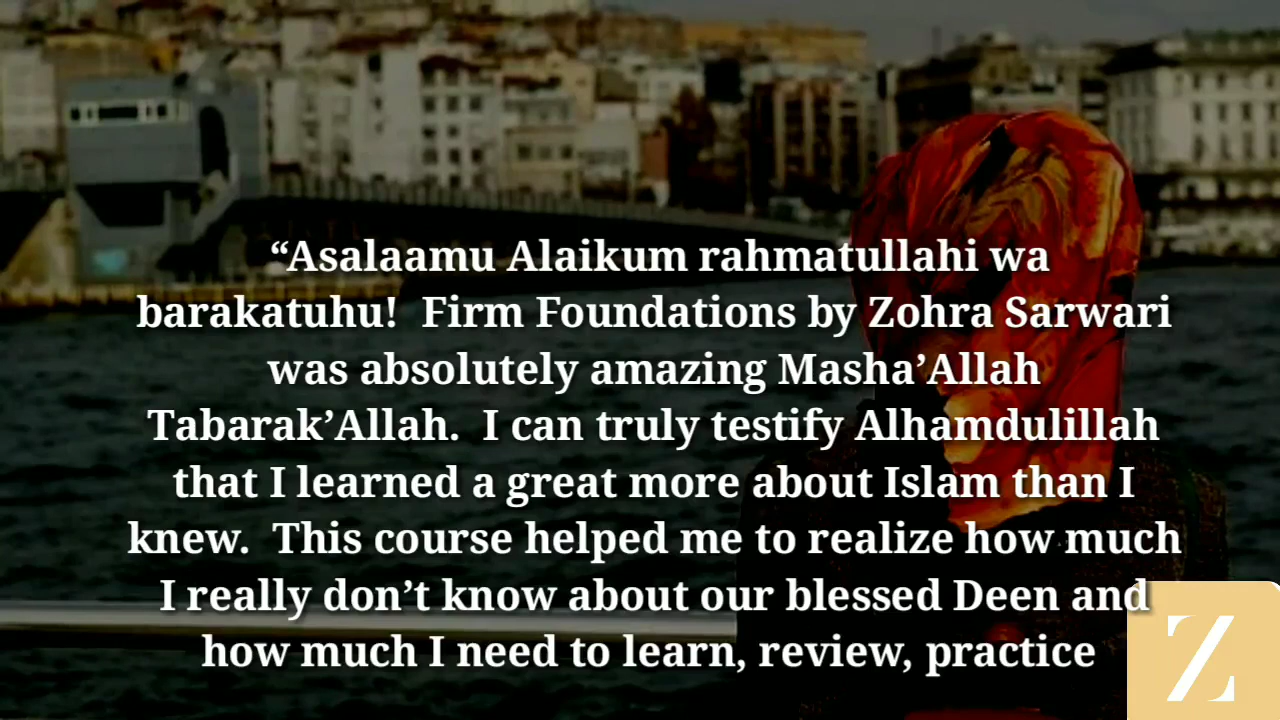 “Asalaamu Alaikum rahmatullahi wa
barakatuhu!  Firm Foundations by Zohra Sarwari
was absolutely amazing Masha’Allah
Tabarak’Allah.  I can truly testify Alhamdulillah
that I learned a great more about Islam than I
knew.  This course helped me to realize how much
I really don’t know about our blessed Deen and
how much I need to learn, review, practice
Z